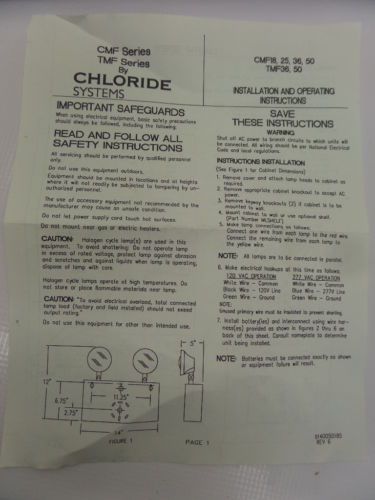 CMF Series
TMF Series
By
CHLORIDE
SYSTEMS
IMPORTANT SAFEGUARDS
When using electrical equipment, basic safety precautions
should always be followed, including the following:
READ AND FOLLOW ALL
SAFETY INSTRUCTIONS
All servicing should be performed by qualified personnel
only.
Do not use this equipment outdoors.
Equipment should be mounted in locations and at heights
where it will not readily be subjected to tampering by un-
authorized personnel.
The use of accessory equipment not recommended by the
manufacturer may cause an unsafe condition.
Do not let power supply cord touch hot surfaces.
Do not mount near gas or electric heaters.
CAUTION: Halogen cycle lamp(s) are used in this
equipment. To avoid shattering: Do not operate lamp
in excess of rated voltage, protect lamp against abrasion
and scratches and against liquids when lamp is operating,
dispose of lamp with care.
Halogen cycle lamps operate at high temperatures. Do
not store or place flammable materials near lamp.
CAUTION: "To avoid electrical overload, total connected
lamp load (factory and field installed) should not exceed
output rating."
Do not use this equipment for other than intended use.
12"
6.75"
2.75"
11.25"
14"
5"
FIGURE 1
PAGE 1
CMF18, 25, 36, 50
TMF36, 50
INSTALLATION AND OPERATING
INSTRUCTIONS
SAVE
THESE INSTRUCTIONS
WARNING
Shut off AC power to branch circuits to which units will
be connected. All wiring should be per National Electrical
Code and local regulations.
INSTRUCTIONS INSTALLATION
(See Figure 1 for Cabinet Dimensions)
1. Remove cover and attach lamp heads to cabinet as
required.
2. Remove appropriate cabinet knockout to accept AC
power.
3. Remove keyway knockouts (2) if cabinet is to be
mounted to wall.
4. Mount cabinet to wall or use optional shelf.
(Part Number MLSHELF)
5. Make lamp connections as follows:
Connect one wire from each lamp to the red wire
Connect the remaining wire from each lamp to
the yellow wire.
NOTE: All lamps are to be connected in parallel.
6. Make electrical hookups at this time as follows:
120 VAC OPERATION 277 VAC OPERATION
White Wire - Common White Wire - Common
Black Wire - 120V Line Blue Wire - 277V Line
Green Wire - Ground Green Wire - Ground
NOTE:
Unused primary wire must be insulated to prevent shorting.
7. Install battery(ies) and interconnect using wire har-
ness(es) provided as shown in figures 2 thru 6 on
back of this sheet. Consult nameplate to determine
unit being installed.
NOTE: Batteries must be connected exactly as shown
or equipment failure will result.
REV G